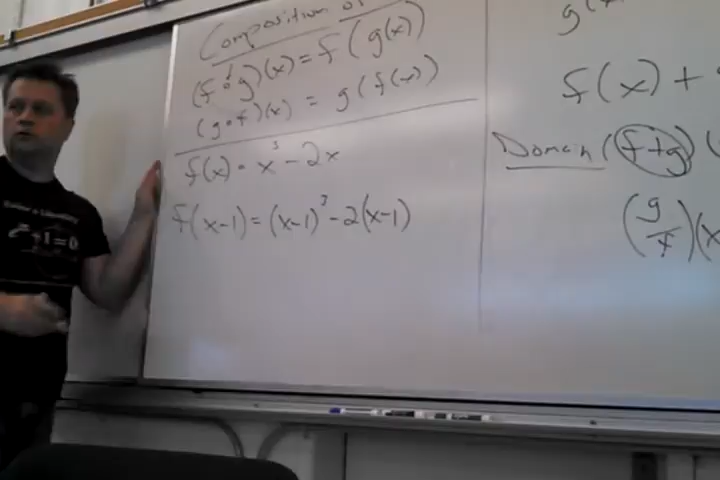 Composition of
(f∘g)(x) = f(g(x))
(g∘f)(x) = g(f(x))
f(x) = x³ - 2x
f(x-1) = (x-1)³ - 2(x-1)
g(x
f(x) +
Domain (f+g) (
(g/f)(x